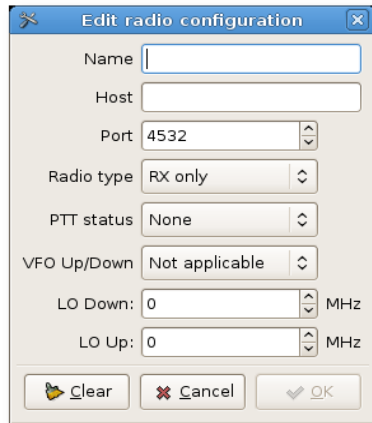 Edit radio configuration
Name
Host
Port 4532
Radio type RX only
PTT status None
VFO Up/Down Not applicable
LO Down: 0 MHz
LO Up: 0 MHz
Clear Cancel OK